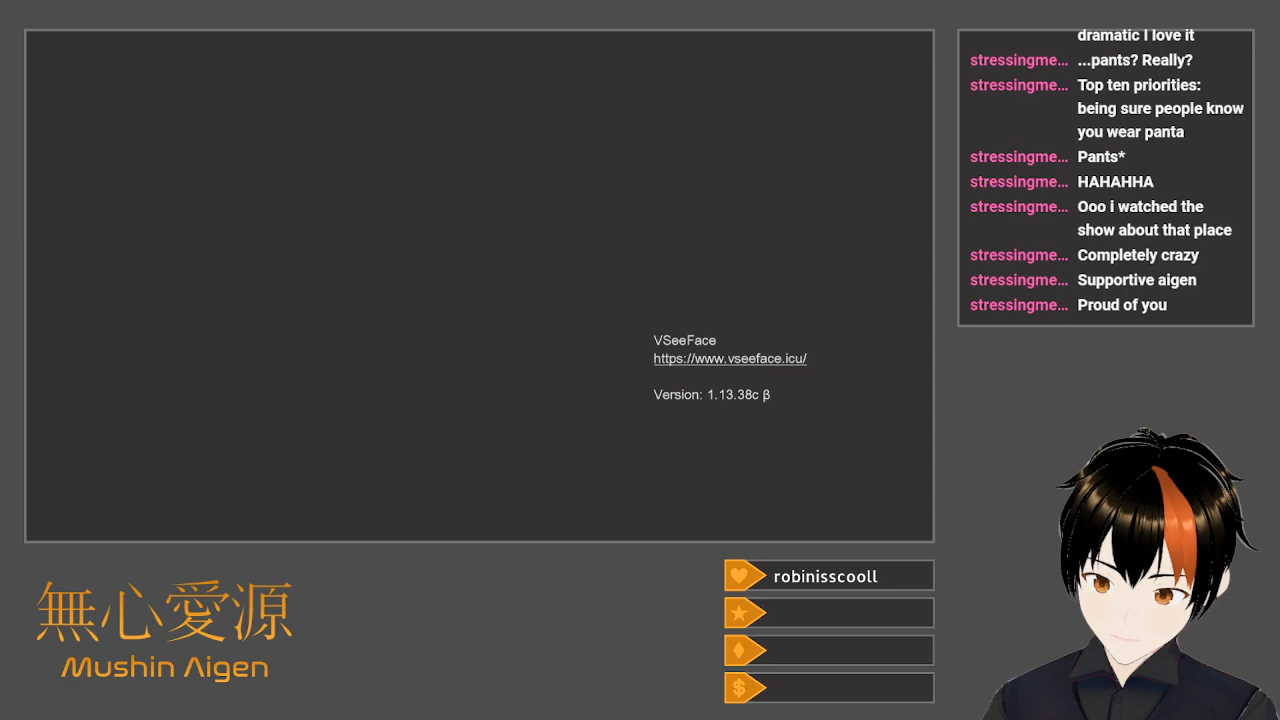 dramatic I love it
stressingme... ...pants? Really?
stressingme... Top ten priorities:
being sure people know
you wear panta
stressingme... Pants*
stressingme... HAHAHHA
stressingme... Ooo i watched the
show about that place
stressingme... Completely crazy
stressingme... Supportive aigen
stressingme... Proud of you
VSeeFace
https://www.vseeface.icu/
Version: 1.13.38c β
robinisscooll
$
無心愛源
Mushin Aigen